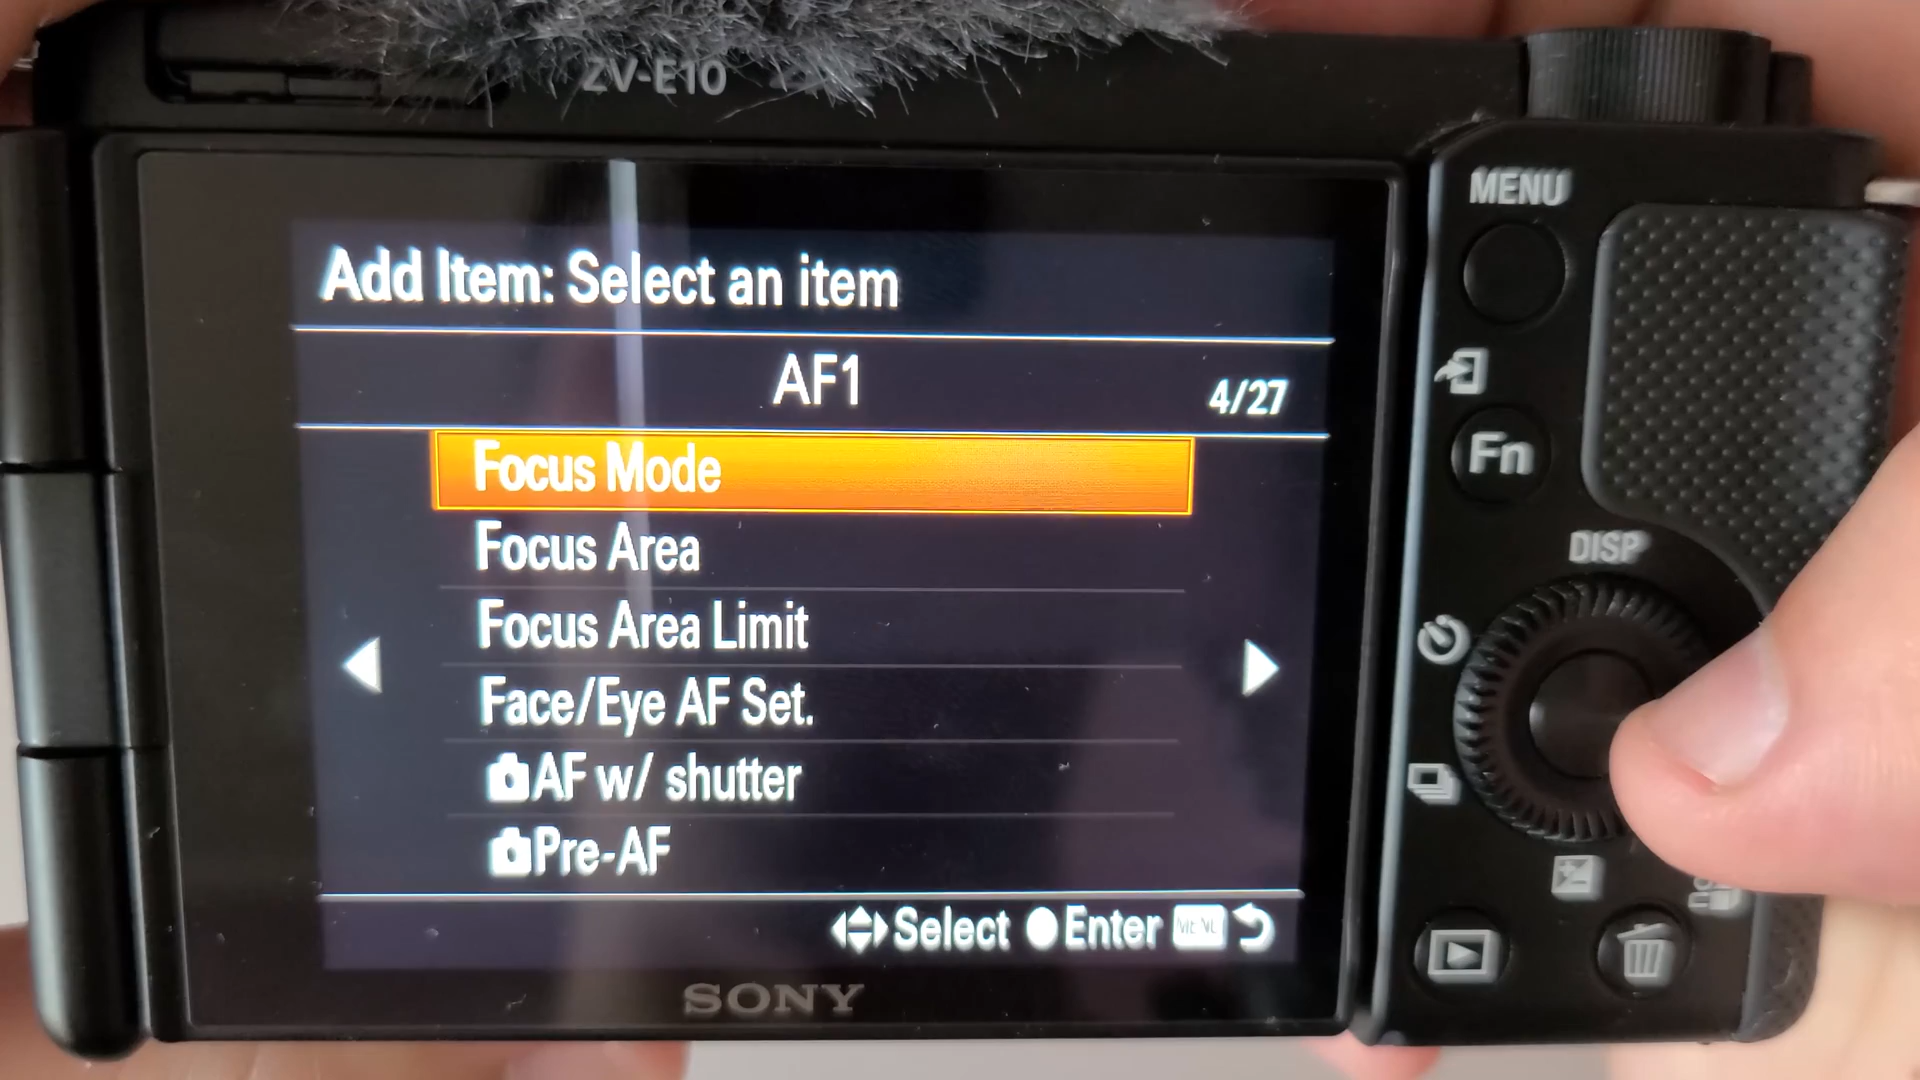 ZV-E10
MENU
Add Item: Select an item
AF1
4/27
Focus Mode
Focus Area
Focus Area Limit
Face/Eye AF Set.
AF w/ shutter
Pre-AF
Select Enter MENU
SONY
Fn
DISP